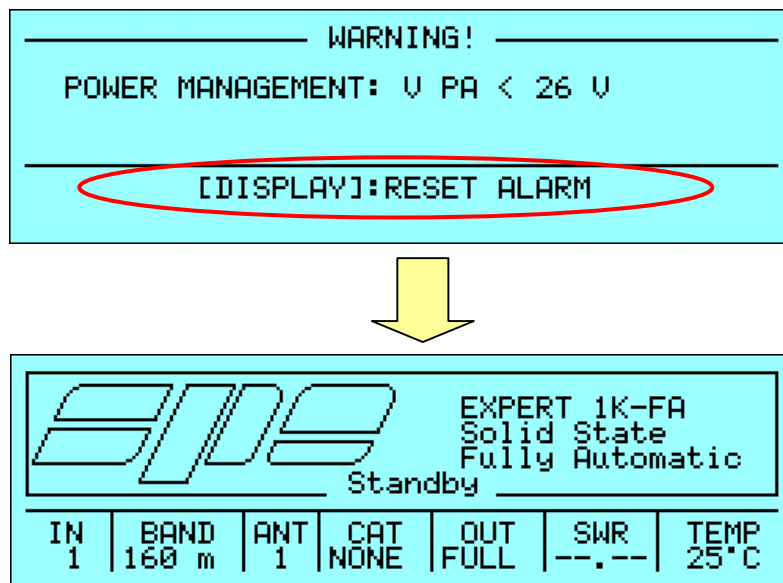 WARNING!
POWER MANAGEMENT: V PA < 26 V
[DISPLAY]:RESET ALARM
spe
EXPERT 1K-FA
Solid State
Fully Automatic
Standby
IN BAND ANT CAT OUT SWR TEMP
1 160 m 1 NONE FULL --.-- 25°C